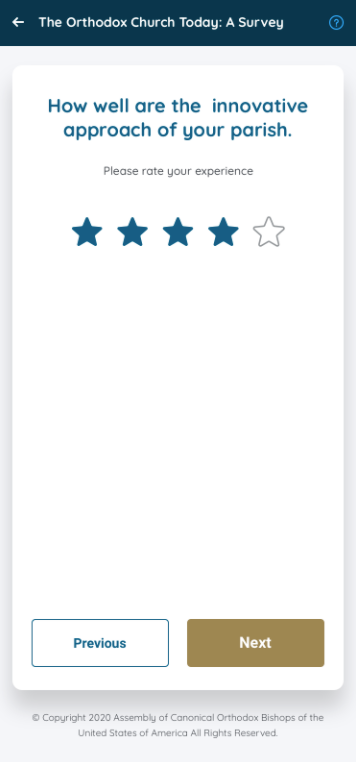 The Orthodox Church Today: A Survey
How well are the  innovative
approach of your parish.
Please rate your experience
Previous
Next
© Copyright 2020 Assembly of Canonical Orthodox Bishops of the
United States of America All Rights Reserved.